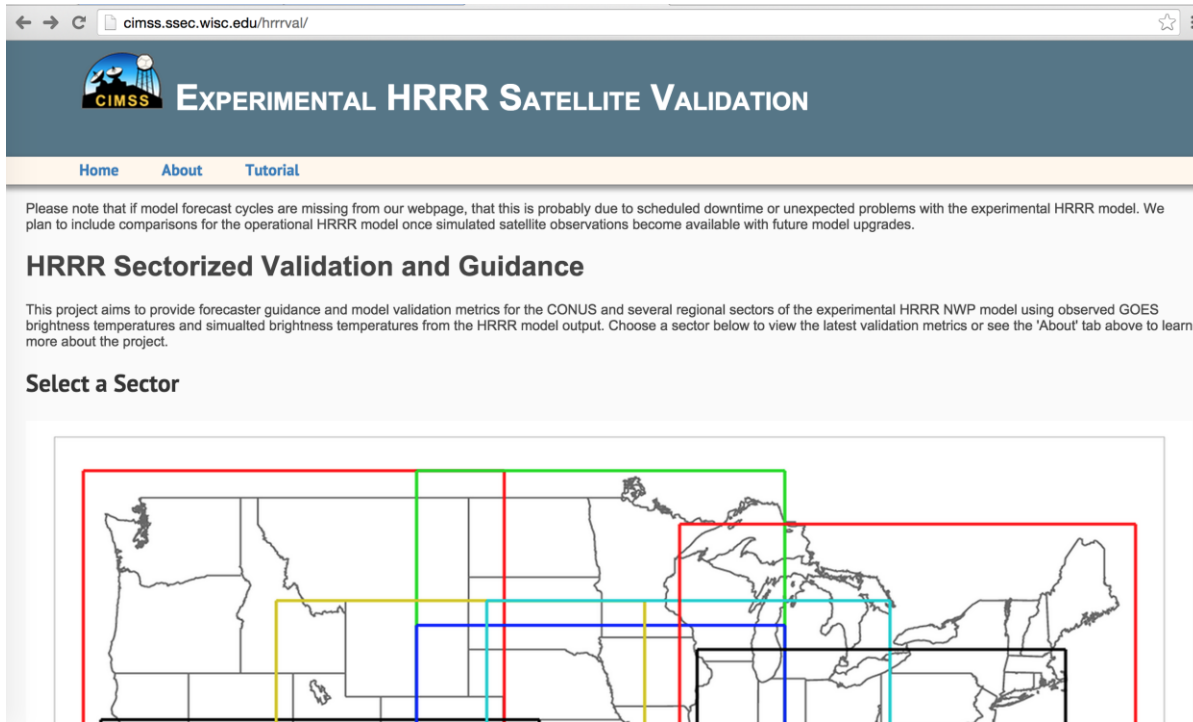 cimss.ssec.wisc.edu/hrrrval/
CIMSS
EXPERIMENTAL HRRR SATELLITE VALIDATION
Home About Tutorial
Please note that if model forecast cycles are missing from our webpage, that this is probably due to scheduled downtime or unexpected problems with the experimental HRRR model. We
plan to include comparisons for the operational HRRR model once simulated satellite observations become available with future model upgrades.
HRRR Sectorized Validation and Guidance
This project aims to provide forecaster guidance and model validation metrics for the CONUS and several regional sectors of the experimental HRRR NWP model using observed GOES
brightness temperatures and simualted brightness temperatures from the HRRR model output. Choose a sector below to view the latest validation metrics or see the 'About' tab above to learn
more about the project.
Select a Sector